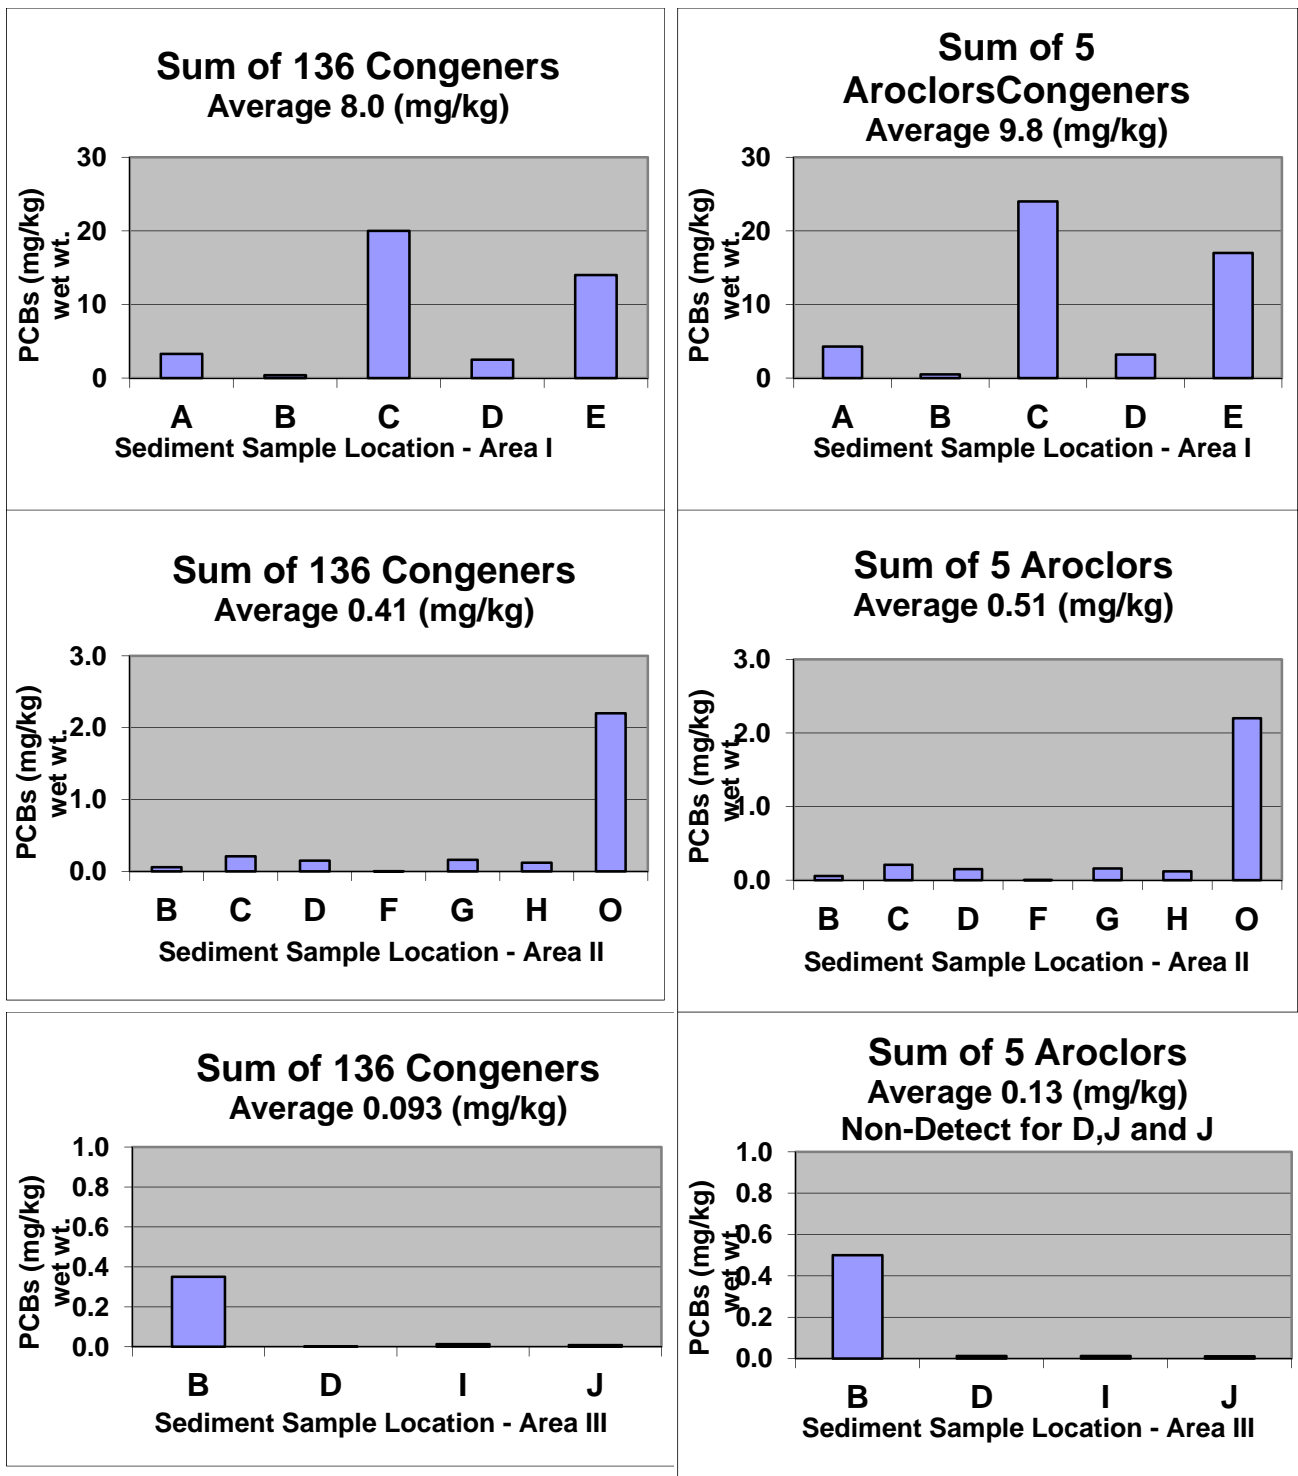 Sum of 136 Congeners
Average 8.0 (mg/kg)
PCBs (mg/kg)
wet wt.
30
20
10
0
A B C D E
Sediment Sample Location - Area I
Sum of 5
AroclorsCongeners
Average 9.8 (mg/kg)
PCBs (mg/kg)
wet wt.
30
20
10
0
A B C D E
Sediment Sample Location - Area I
Sum of 136 Congeners
Average 0.41 (mg/kg)
PCBs (mg/kg)
wet wt.
3.0
2.0
1.0
0.0
B C D F G H O
Sediment Sample Location - Area II
Sum of 5 Aroclors
Average 0.51 (mg/kg)
PCBs (mg/kg)
wet wt.
3.0
2.0
1.0
0.0
B C D F G H O
Sediment Sample Location - Area II
Sum of 136 Congeners
Average 0.093 (mg/kg)
PCBs (mg/kg)
wet wt.
1.0
0.8
0.6
0.4
0.2
0.0
B D I J
Sediment Sample Location - Area III
Sum of 5 Aroclors
Average 0.13 (mg/kg)
Non-Detect for D,J and J
PCBs (mg/kg)
wet wt.
1.0
0.8
0.6
0.4
0.2
0.0
B D I J
Sediment Sample Location - Area III